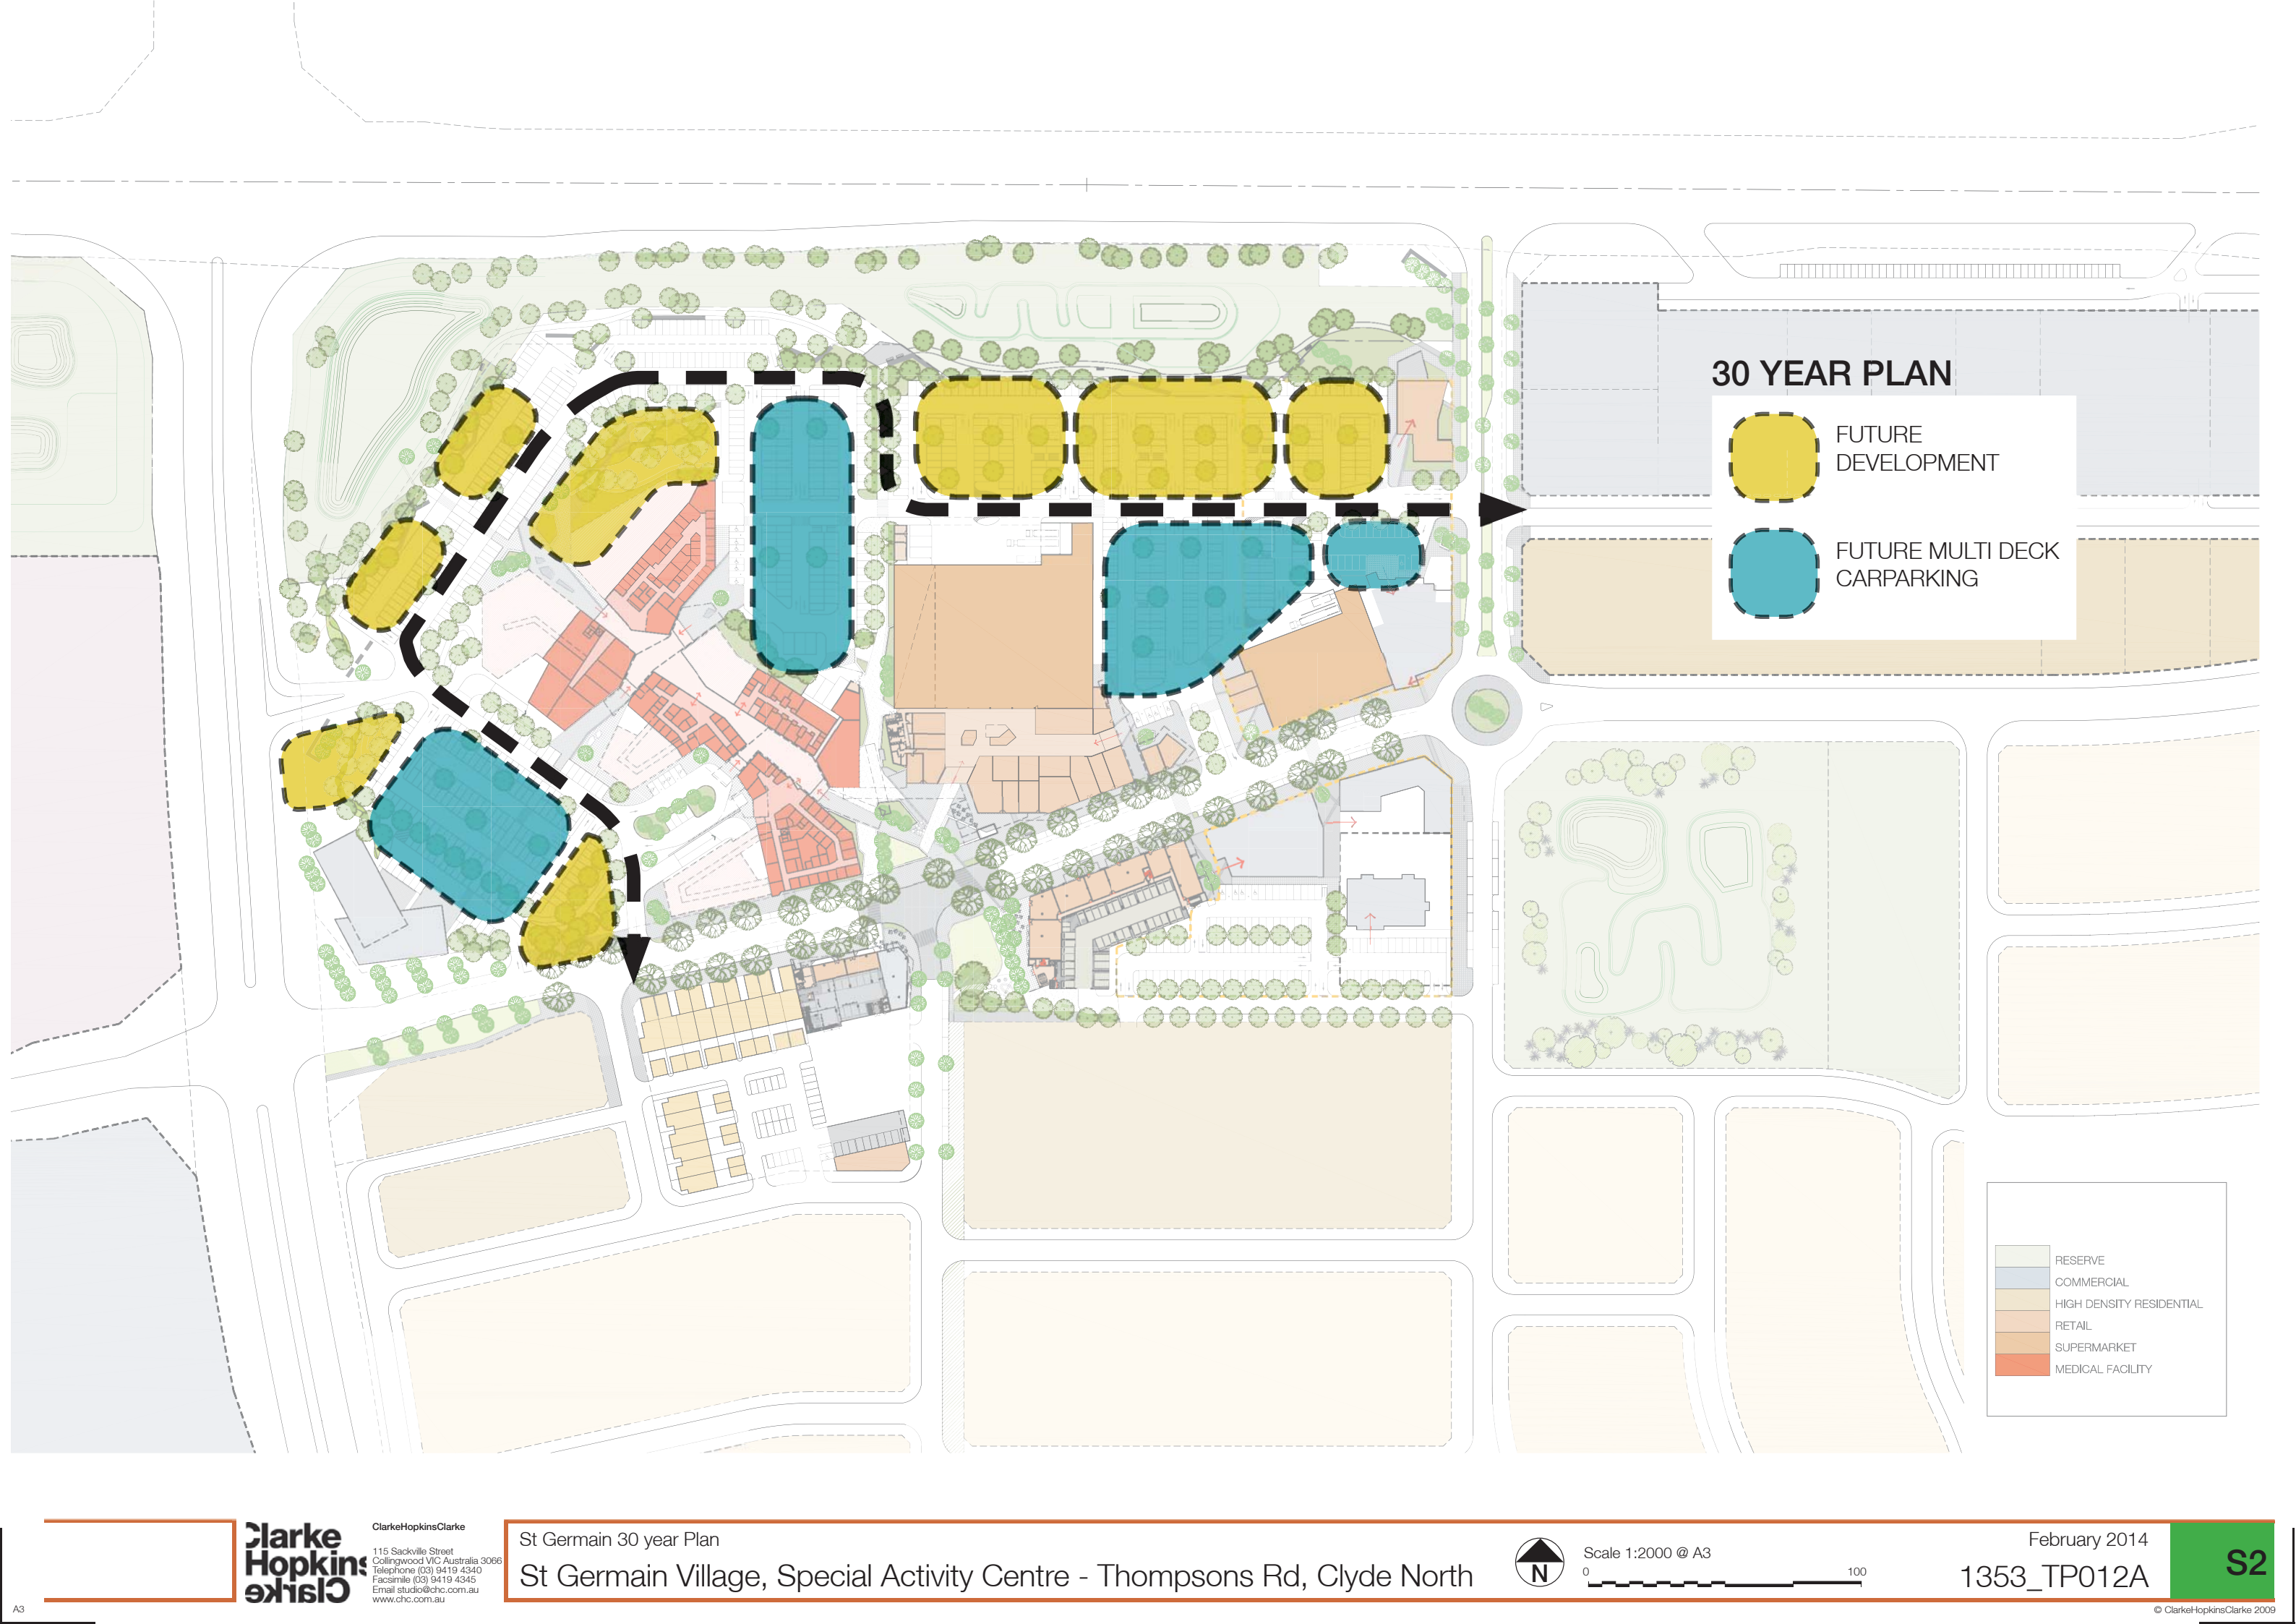 30 YEAR PLAN
FUTURE
DEVELOPMENT
FUTURE MULTI DECK
CARPARKING
RESERVE
COMMERCIAL
HIGH DENSITY RESIDENTIAL
RETAIL
SUPERMARKET
MEDICAL FACILITY
Clarke
Hopkins
Clarke
ClarkeHopkinsClarke
115 Sackville Street
Collingwood VIC Australia 3066
Telephone (03) 9419 4340
Facsimile (03) 9419 4345
Email studio@chc.com.au
www.chc.com.au
St Germain 30 year Plan
St Germain Village, Special Activity Centre - Thompsons Rd, Clyde North
N
Scale 1:2000 @ A3
0 100
February 2014
1353_TP012A
S2
A3
© ClarkeHopkinsClarke 2009